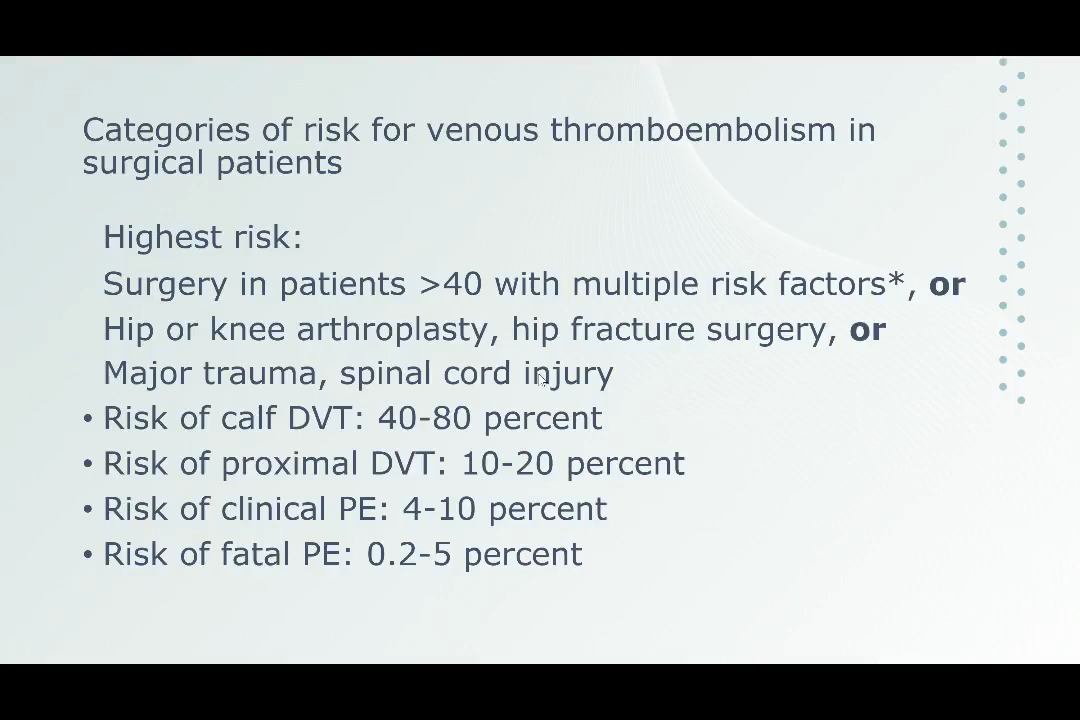 Categories of risk for venous thromboembolism in
surgical patients
Highest risk:
Surgery in patients >40 with multiple risk factors*, or
Hip or knee arthroplasty, hip fracture surgery, or
Major trauma, spinal cord injury
• Risk of calf DVT: 40-80 percent
• Risk of proximal DVT: 10-20 percent
• Risk of clinical PE: 4-10 percent
• Risk of fatal PE: 0.2-5 percent